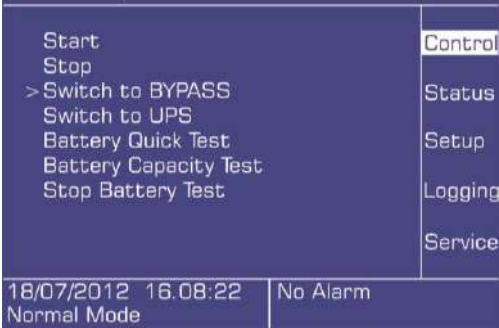 Start
Stop
>Switch to BYPASS
Switch to UPS
Battery Quick Test
Battery Capacity Test
Stop Battery Test
Control
Status
Setup
Logging
Service
18/07/2012 16.08:22
Normal Mode
No Alarm